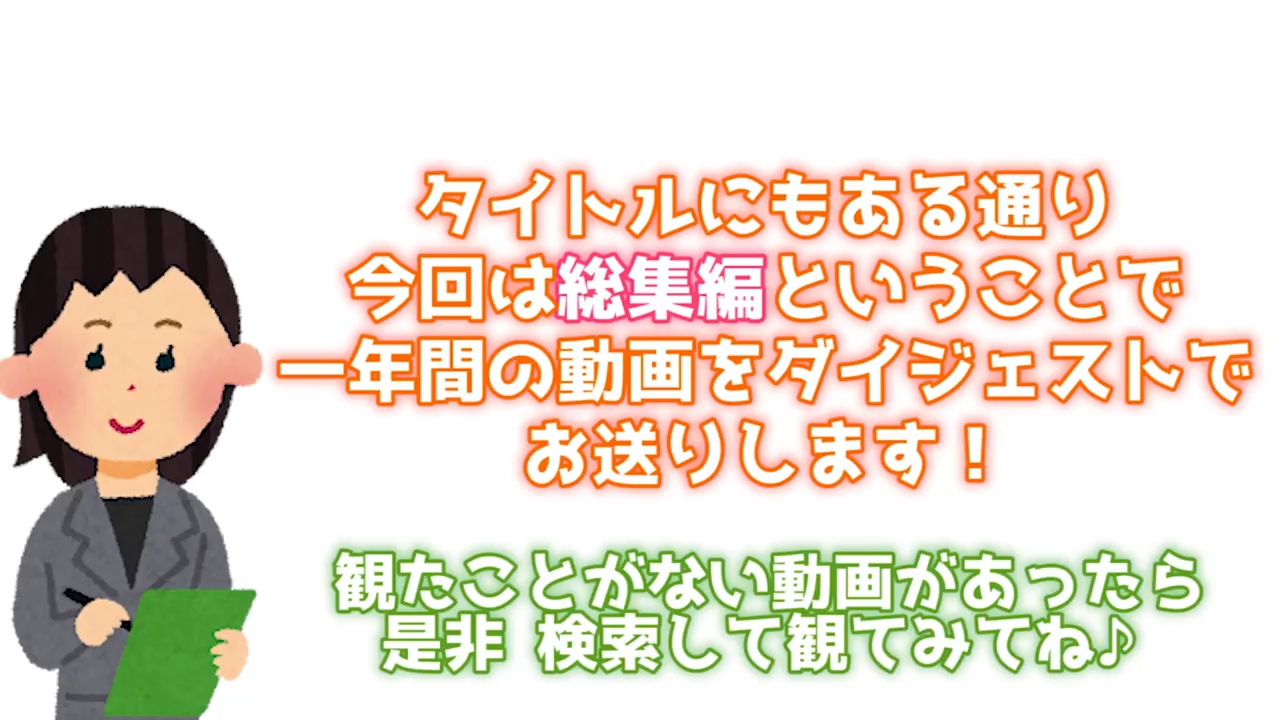 タイトルにもある通り
今回は総集編ということで
一年間の動画をダイジェストで
お送りします！
観たことがない動画があったら
是非 検索して観てみてね♪